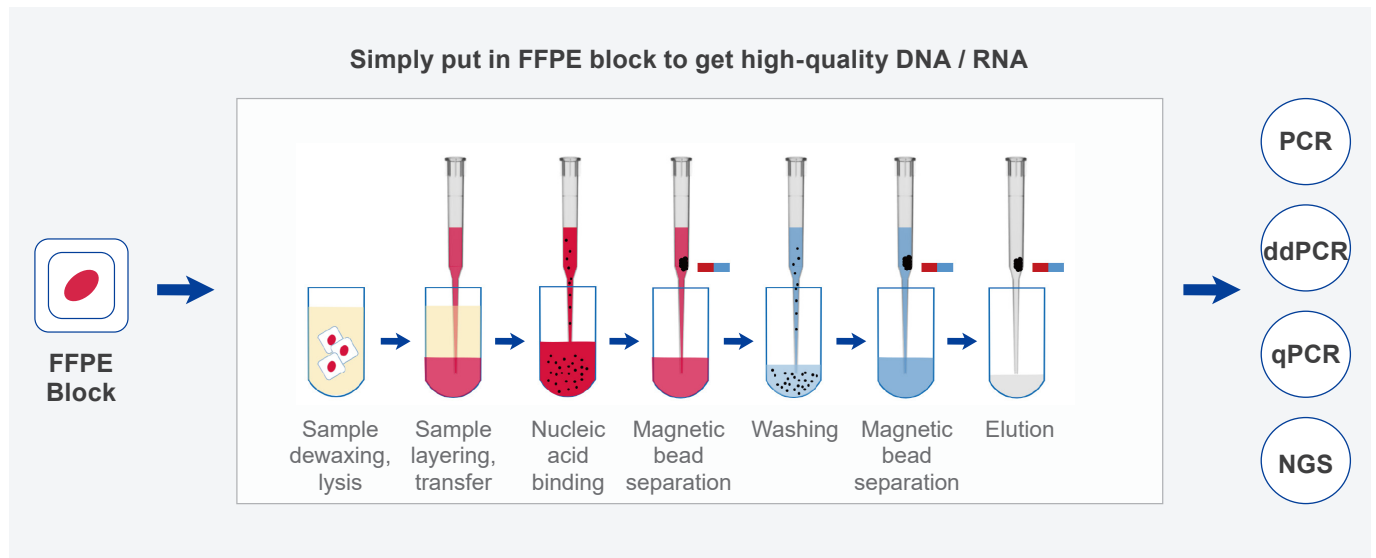 Simply put in FFPE block to get high-quality DNA / RNA
FFPE
Block
Sample
dewaxing,
lysis
Sample
layering,
transfer
Nucleic
acid
binding
Magnetic
bead
separation
Washing
Magnetic
bead
separation
Elution
PCR
ddPCR
qPCR
NGS